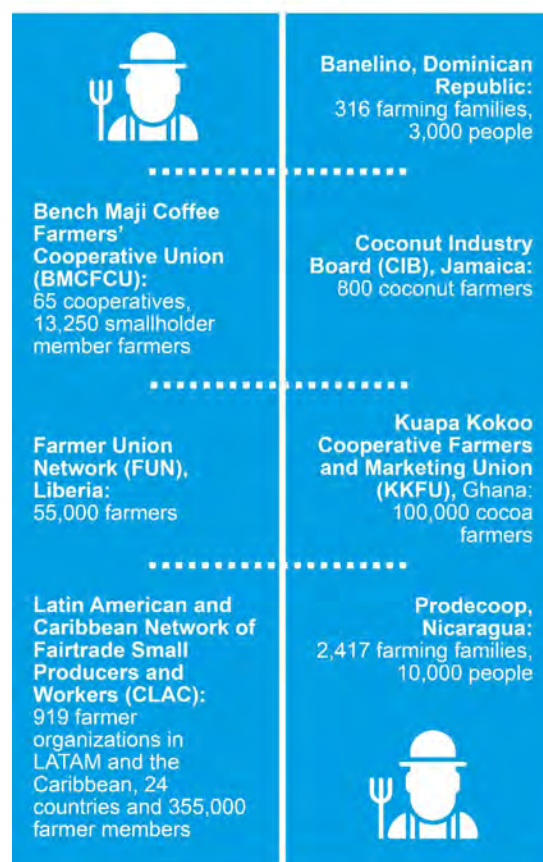 Banelino, Dominican
Republic:
316 farming families,
3,000 people
Bench Maji Coffee
Farmers'
Cooperative Union
(BMCFCU):
65 cooperatives,
13,250 smallholder
member farmers
Coconut Industry
Board (CIB), Jamaica:
800 coconut farmers
Farmer Union
Network (FUN),
Liberia:
55,000 farmers
Kuapa Kokoo
Cooperative Farmers
and Marketing Union
(KKFU), Ghana:
100,000 cocoa
farmers
Latin American and
Caribbean Network of
Fairtrade Small
Producers and
Workers (CLAC):
919 farmer
organizations in
LATAM and the
Caribbean, 24
countries and 355,000
farmer members
Prodecoop,
Nicaragua:
2,417 farming families,
10,000 people